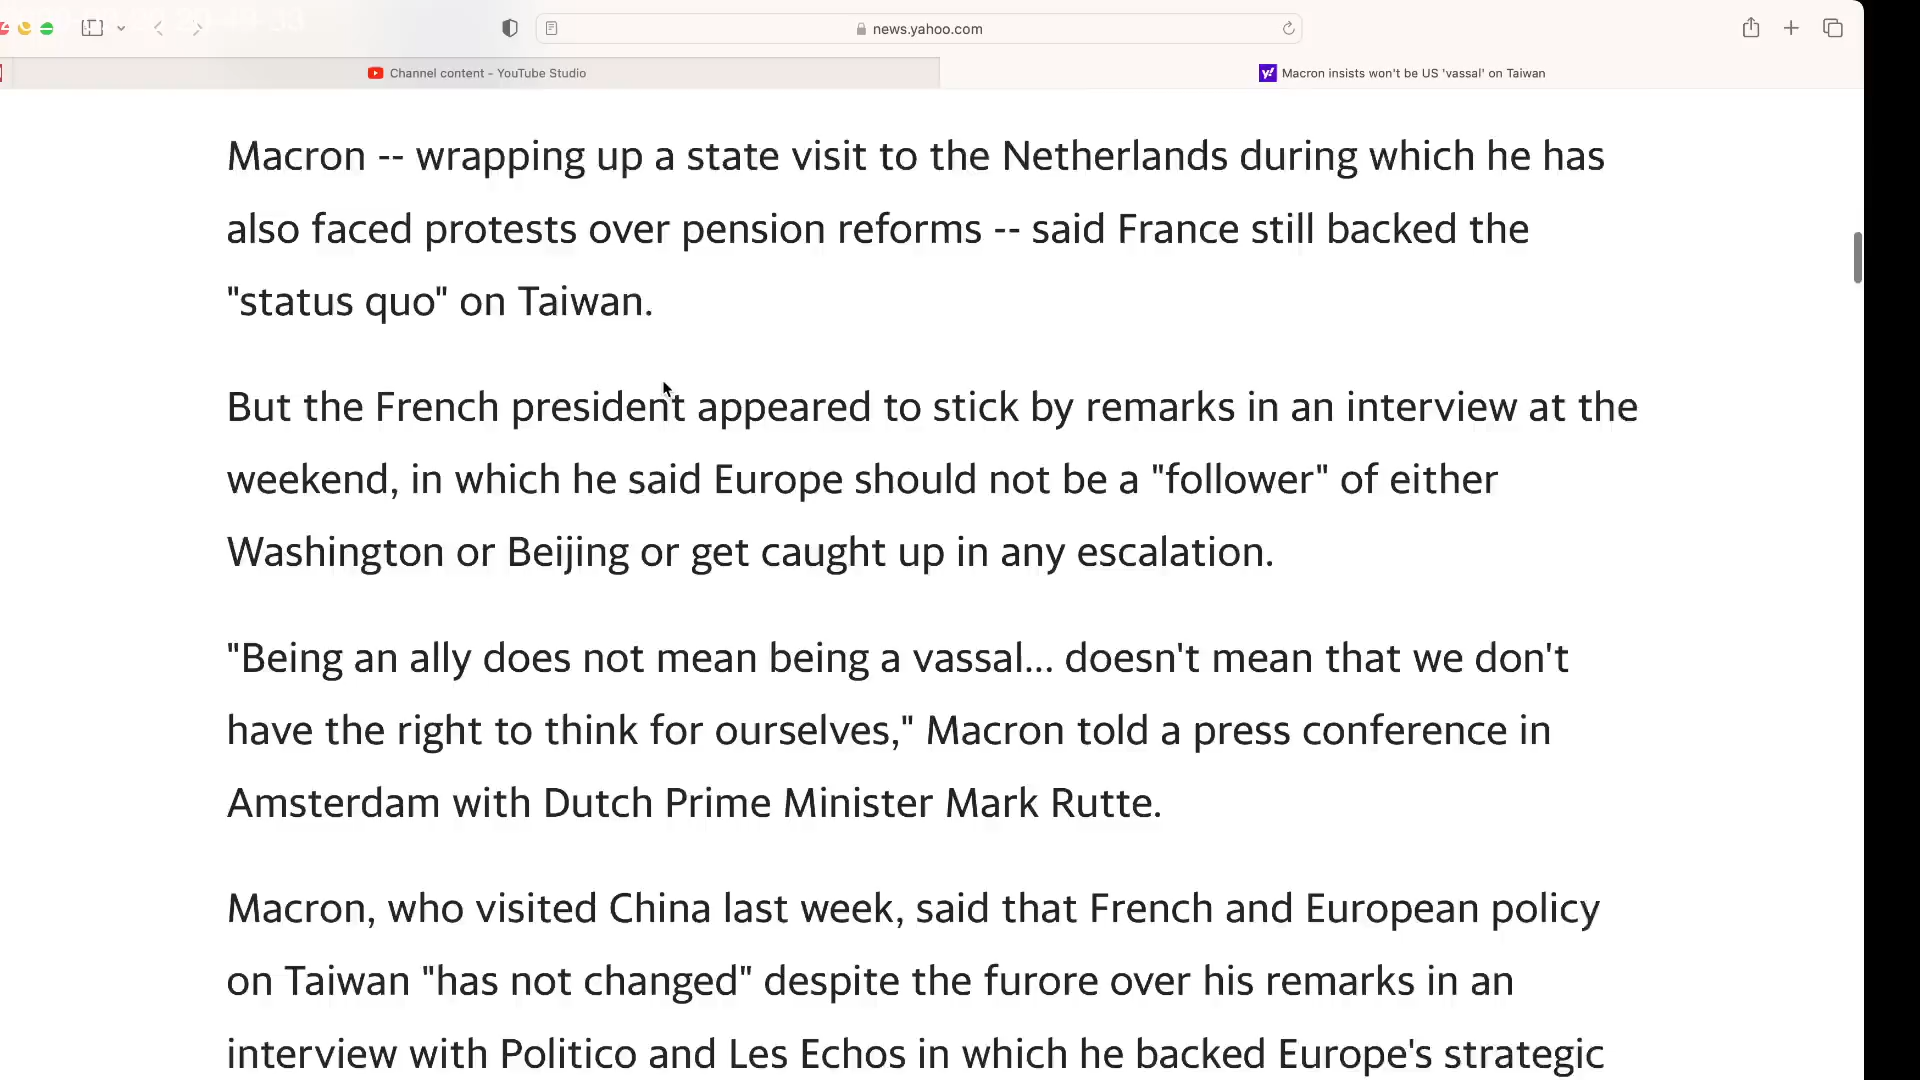 news.yahoo.com
Channel content - YouTube Studio
y! Macron insists won't be US 'vassal' on Taiwan
Macron -- wrapping up a state visit to the Netherlands during which he has
also faced protests over pension reforms -- said France still backed the
"status quo" on Taiwan.
But the French president appeared to stick by remarks in an interview at the
weekend, in which he said Europe should not be a "follower" of either
Washington or Beijing or get caught up in any escalation.
"Being an ally does not mean being a vassal... doesn't mean that we don't
have the right to think for ourselves," Macron told a press conference in
Amsterdam with Dutch Prime Minister Mark Rutte.
Macron, who visited China last week, said that French and European policy
on Taiwan "has not changed" despite the furore over his remarks in an
interview with Politico and Les Echos in which he backed Europe's strategic